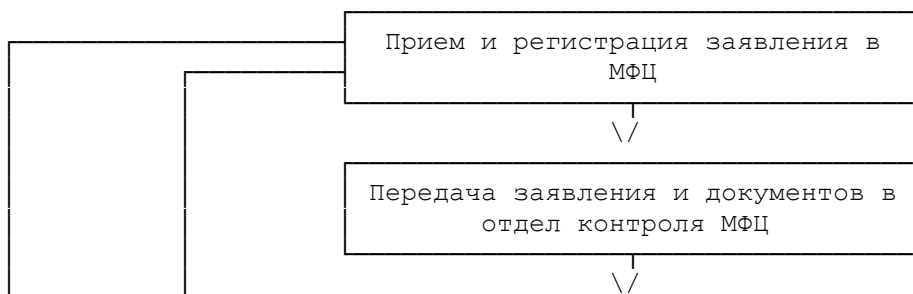 Прием и регистрация заявления в
МФЦ
Передача заявления и документов в
отдел контроля МФЦ